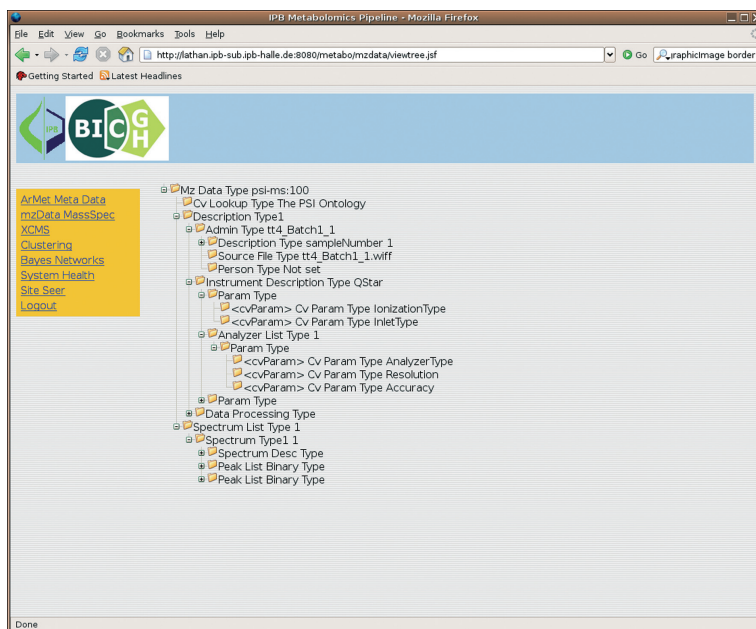 IPB Metabolomics Pipeline - Mozilla Firefox
File Edit View Go Bookmarks Tools Help
http://lathan.ipb-sub.ipb-halle.de:8080/metabo/mzdata/viewtree.jsf Go raphicImage border
Getting Started Latest Headlines
IPB BIC GH
ArMet Meta Data
mzData MassSpec
XCMS
Clustering
Bayes Networks
System Health
Site Seer
Logout
Mz Data Type psi-ms:100
Cv Lookup Type The PSI Ontology
Description Type1
Admin Type tt4_Batch1_1
Description Type sampleNumber 1
Source File Type tt4_Batch1_1.wiff
Person Type Not set
Instrument Description Type QStar
Param Type
<cvParam> Cv Param Type IonizationType
<cvParam> Cv Param Type InletType
Analyzer List Type 1
Param Type
<cvParam> Cv Param Type AnalyzerType
<cvParam> Cv Param Type Resolution
<cvParam> Cv Param Type Accuracy
Param Type
Data Processing Type
Spectrum List Type 1
Spectrum Type1 1
Spectrum Desc Type
Peak List Binary Type
Peak List Binary Type
Done